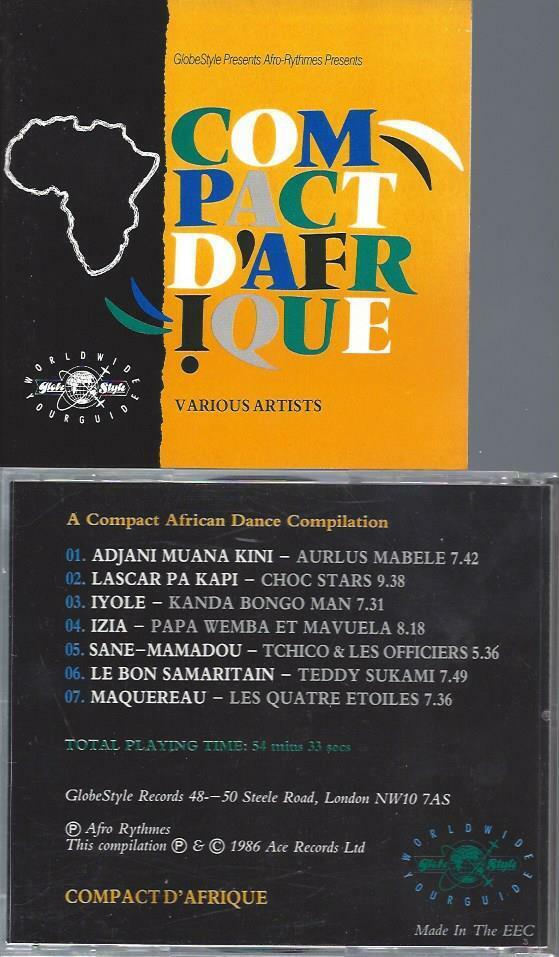 GlobeStyle Presents Afro-Rythmes Presents
COM
PACT
D'AFR
IQUE
VARIOUS ARTISTS
WORLDWIDE
Globe Style
YOUR GUIDE
A Compact African Dance Compilation
01. ADJANI MUANA KINI – AURLUS MABELE 7.42
02. LASCAR PA KAPI – CHOC STARS 9.38
03. IYOLE – KANDA BONGO MAN 7.31
04. IZIA – PAPA WEMBA ET MAVUELA 8.18
05. SANE-MAMADOU – TCHICO & LES OFFICIERS 5.36
06. LE BON SAMARITAIN – TEDDY SUKAMI 7.49
07. MAQUEREAU – LES QUATRE ETOILES 7.36
TOTAL PLAYING TIME: 54 mins 33 secs
GlobeStyle Records 48-–50 Steele Road, London NW10 7AS
Ⓟ Afro Rythmes
This compilation Ⓟ & © 1986 Ace Records Ltd
WORLDWIDE
Globe Style
YOUR GUIDE
COMPACT D'AFRIQUE
Made In The EEC
3